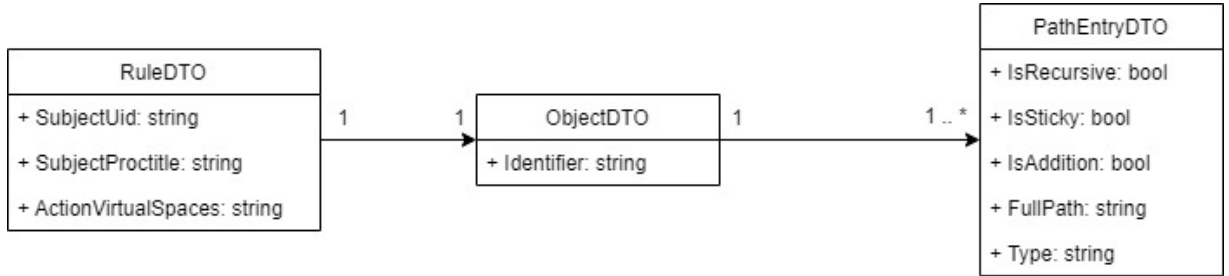 RuleDTO
+ SubjectUid: string
+ SubjectProctitle: string
+ ActionVirtualSpaces: string
1
1
ObjectDTO
+ Identifier: string
1
1 .. *
PathEntryDTO
+ IsRecursive: bool
+ IsSticky: bool
+ IsAddition: bool
+ FullPath: string
+ Type: string